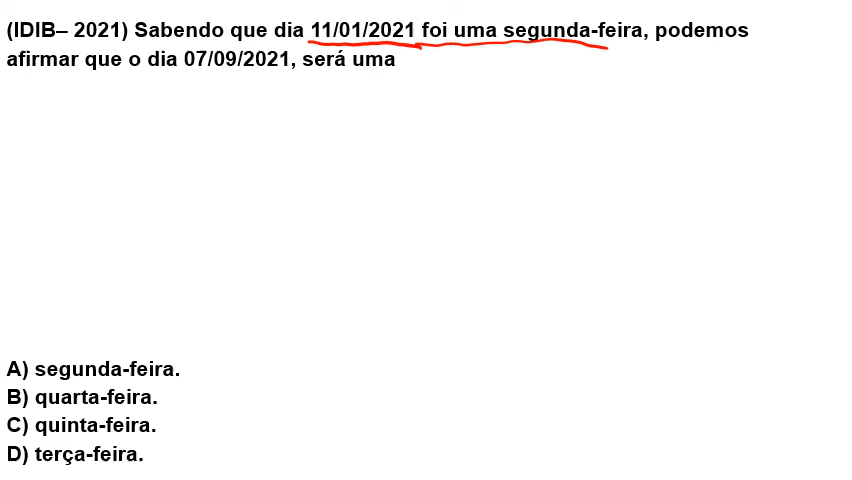 (IDIB– 2021) Sabendo que dia 11/01/2021 foi uma segunda-feira, podemos
afirmar que o dia 07/09/2021, será uma
A) segunda-feira.
B) quarta-feira.
C) quinta-feira.
D) terça-feira.